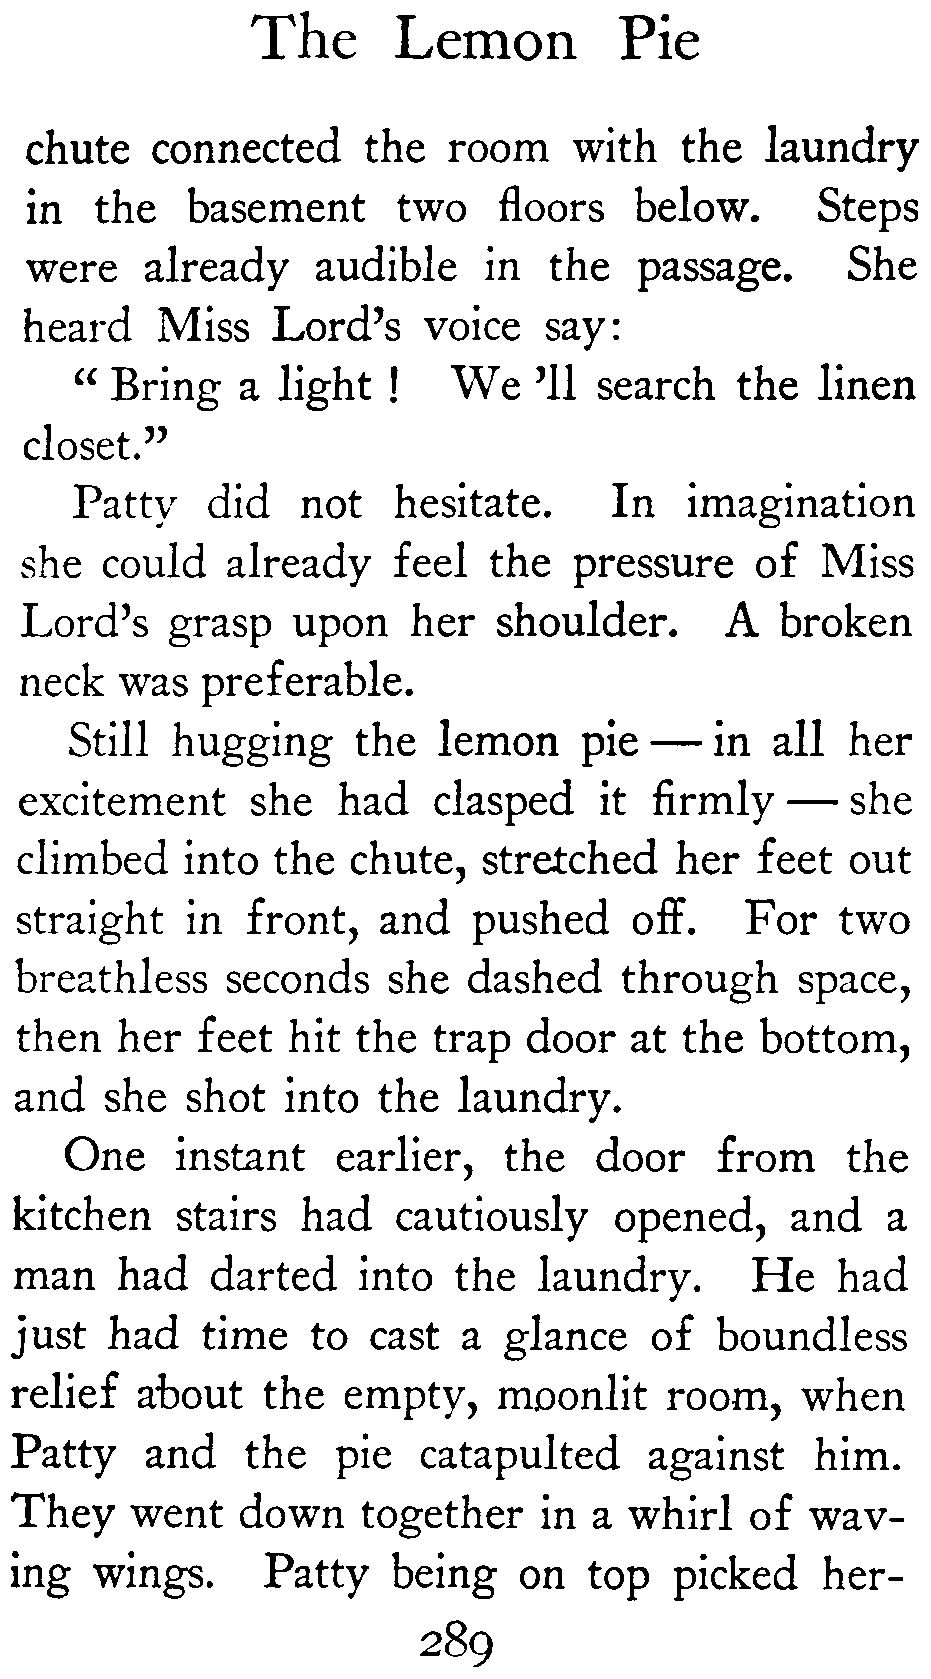 The Lemon Pie
chute connected the room with the laundry
in the basement two floors below. Steps
were already audible in the passage. She
heard Miss Lord's voice say:
"Bring a light! We 'll search the linen
closet."
Patty did not hesitate. In imagination
she could already feel the pressure of Miss
Lord's grasp upon her shoulder. A broken
neck was preferable.
Still hugging the lemon pie — in all her
excitement she had clasped it firmly — she
climbed into the chute, stretched her feet out
straight in front, and pushed off. For two
breathless seconds she dashed through space,
then her feet hit the trap door at the bottom,
and she shot into the laundry.
One instant earlier, the door from the
kitchen stairs had cautiously opened, and a
man had darted into the laundry. He had
just had time to cast a glance of boundless
relief about the empty, moonlit room, when
Patty and the pie catapulted against him.
They went down together in a whirl of wav-
ing wings. Patty being on top picked her-
289